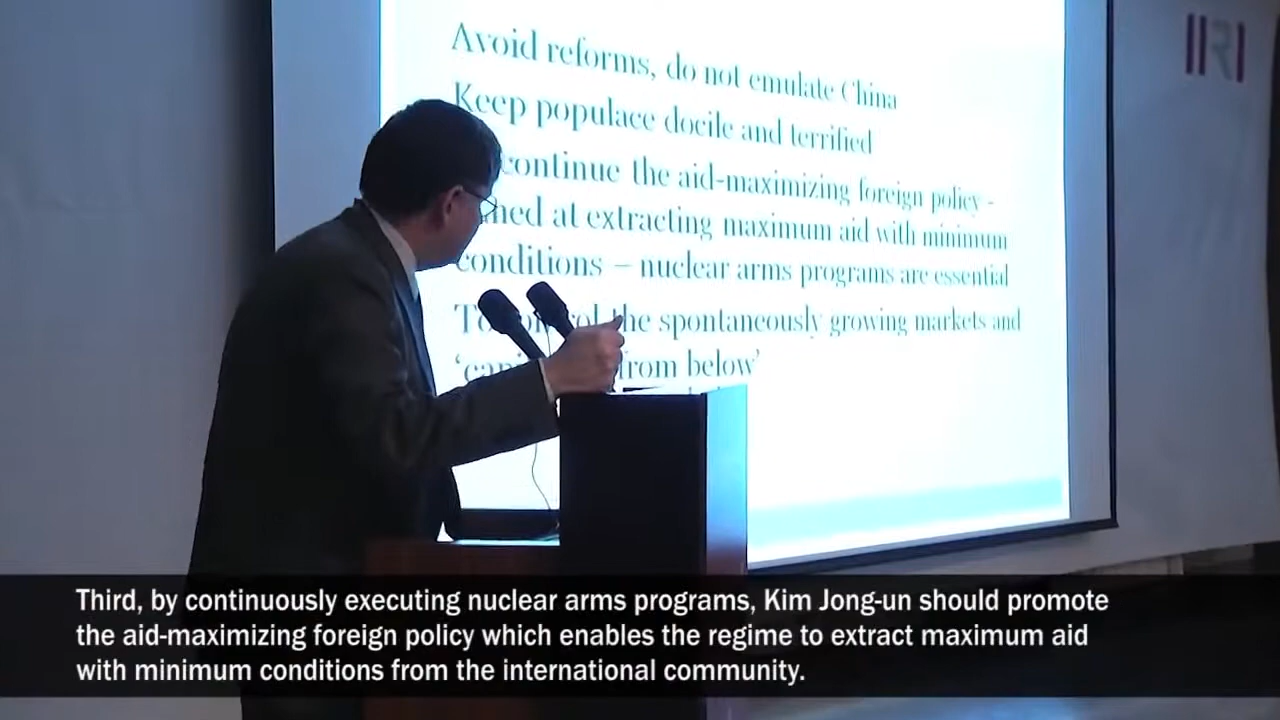 IIRI
Avoid reforms, do not emulate China
Keep populace docile and terrified
continue the aid-maximizing foreign policy -
at extracting maximum aid with minimum
conditions – nuclear arms programs are essential
the spontaneously growing markets and
from below'
Third, by continuously executing nuclear arms programs, Kim Jong-un should promote
the aid-maximizing foreign policy which enables the regime to extract maximum aid
with minimum conditions from the international community.